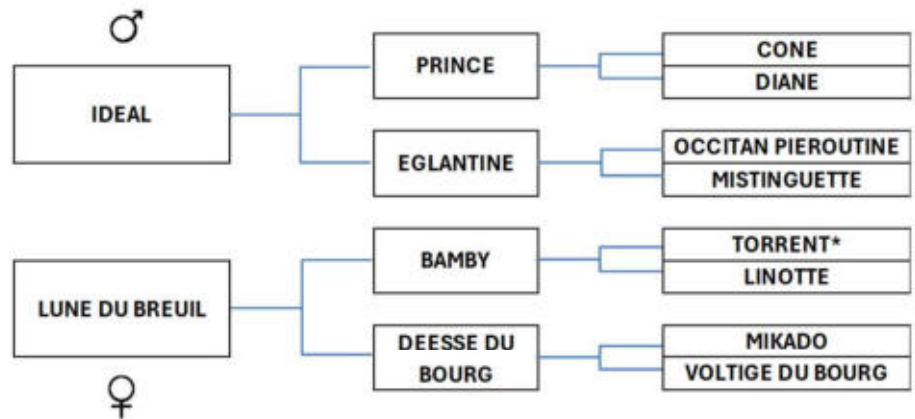 ♂
IDEAL
PRINCE
CONE
DIANE
EGLANTINE
OCCITAN PIEROUTINE
MISTINGUETTE
LUNE DU BREUIL
BAMBY
TORRENT*
LINOTTE
DEESSE DU
BOURG
MIKADO
VOLTIGE DU BOURG
♀